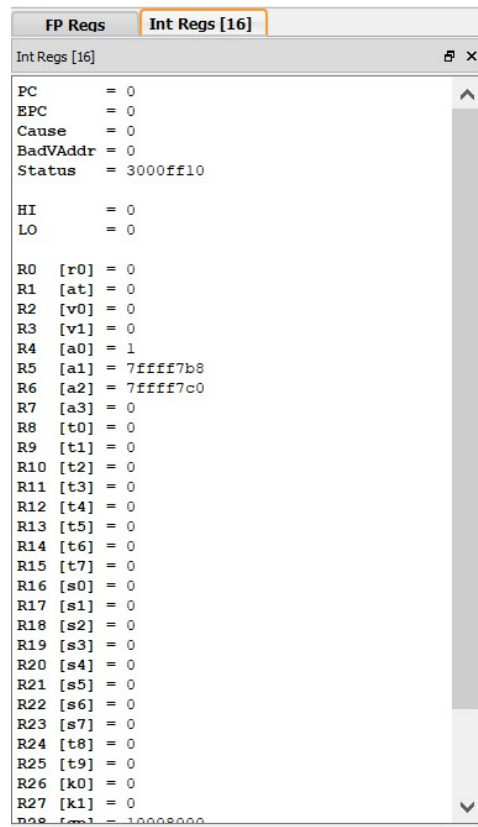 FP Regs Int Regs [16]
Int Regs [16]
PC = 0
EPC = 0
Cause = 0
BadVAddr = 0
Status = 3000ff10
HI = 0
LO = 0
R0 [r0] = 0
R1 [at] = 0
R2 [v0] = 0
R3 [v1] = 0
R4 [a0] = 1
R5 [a1] = 7ffff7b8
R6 [a2] = 7ffff7c0
R7 [a3] = 0
R8 [t0] = 0
R9 [t1] = 0
R10 [t2] = 0
R11 [t3] = 0
R12 [t4] = 0
R13 [t5] = 0
R14 [t6] = 0
R15 [t7] = 0
R16 [s0] = 0
R17 [s1] = 0
R18 [s2] = 0
R19 [s3] = 0
R20 [s4] = 0
R21 [s5] = 0
R22 [s6] = 0
R23 [s7] = 0
R24 [t8] = 0
R25 [t9] = 0
R26 [k0] = 0
R27 [k1] = 0
R28 [gp] = 10008000